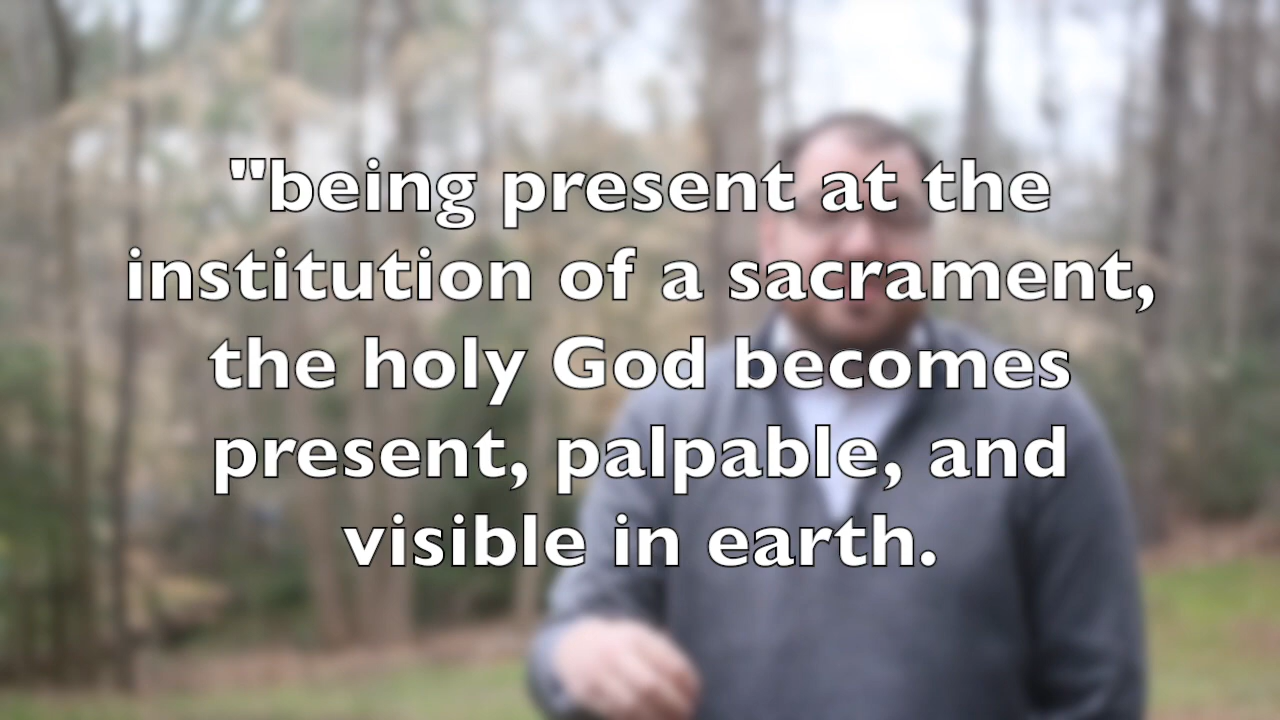 "being present at the
institution of a sacrament,
the holy God becomes
present, palpable, and
visible in earth.